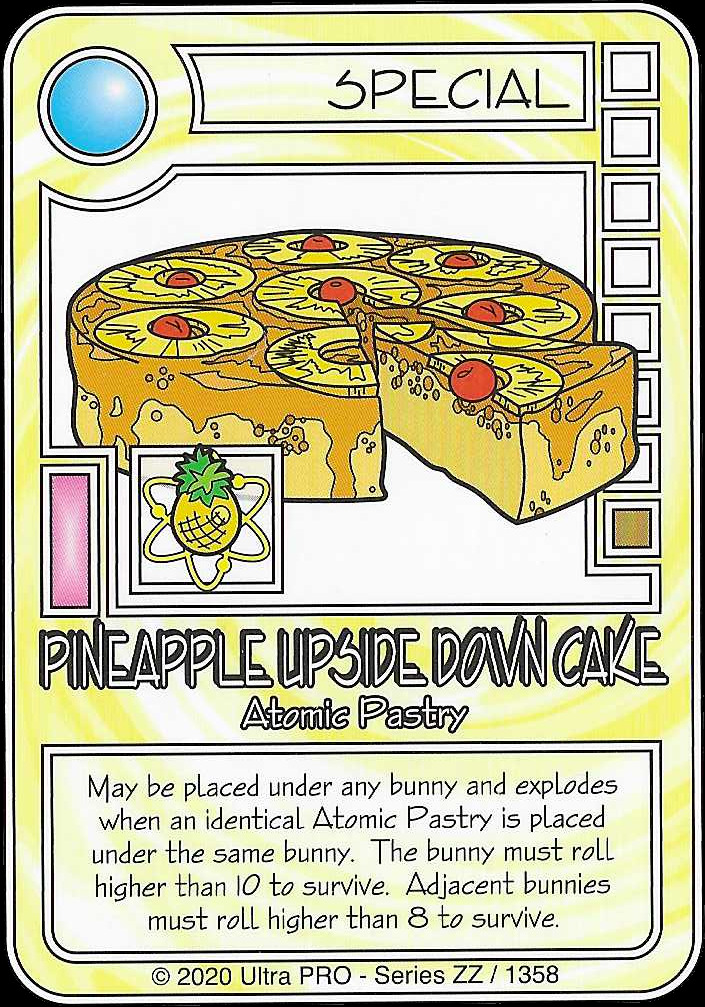 SPECIAL
PINEAPPLE UPSIDE DOWN CAKE
Atomic Pastry
May be placed under any bunny and explodes
when an identical Atomic Pastry is placed
under the same bunny. The bunny must roll
higher than 10 to survive. Adjacent bunnies
must roll higher than 8 to survive.
© 2020 Ultra PRO - Series ZZ / 1358